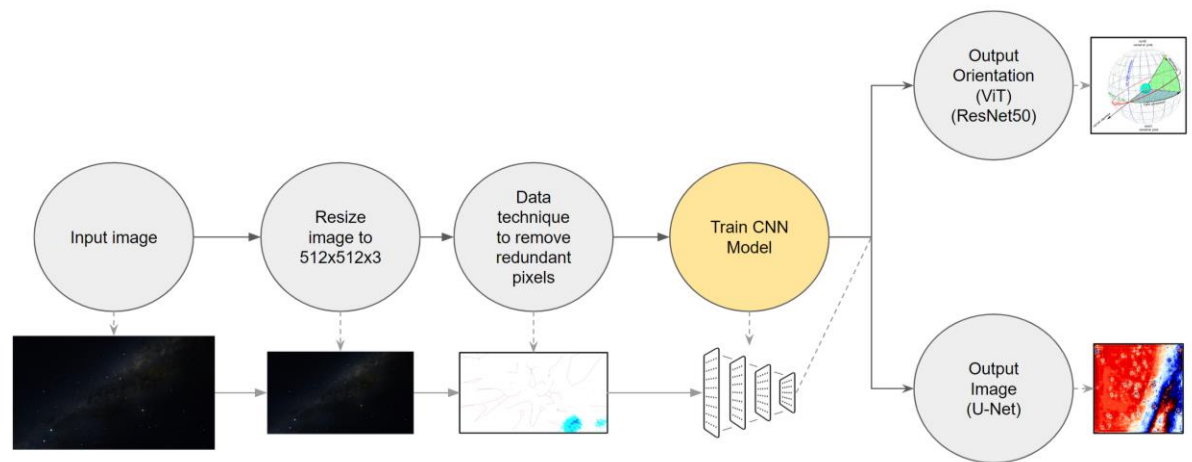 Input image
Resize
image to
512x512x3
Data
technique
to remove
redundant
pixels
Train CNN
Model
Output
Orientation
(ViT)
(ResNet50)
Output
Image
(U-Net)